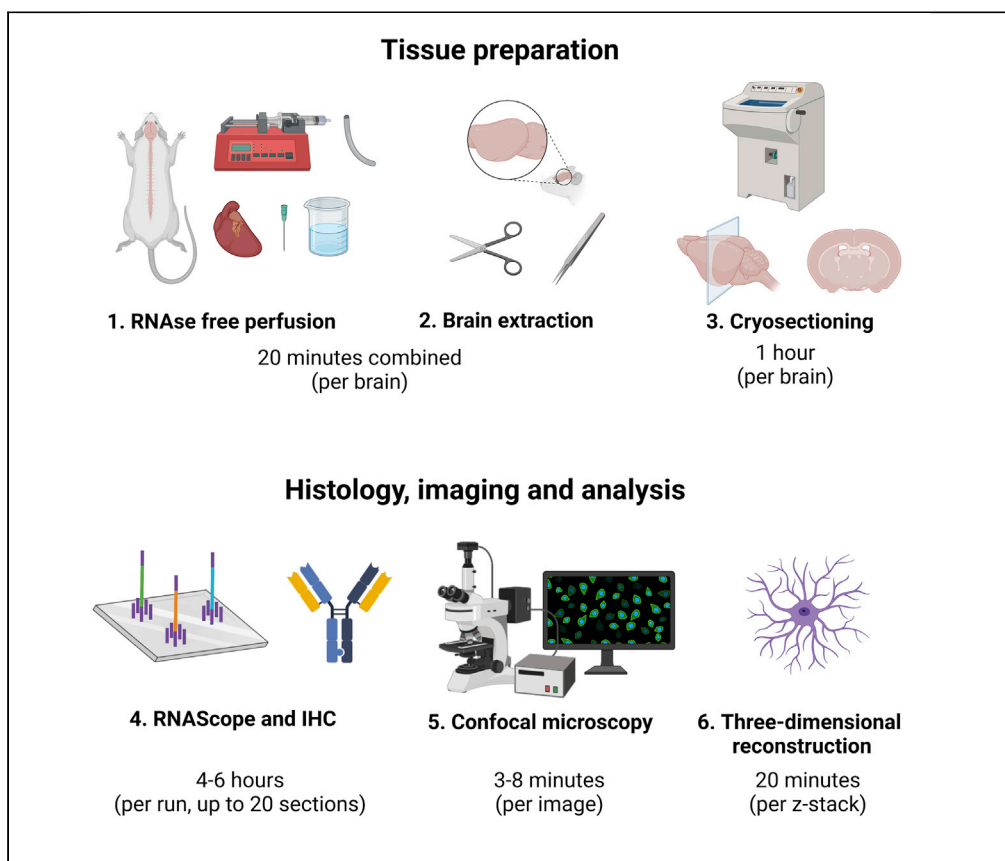 Tissue preparation
1. RNAse free perfusion
2. Brain extraction
3. Cryosectioning
20 minutes combined
(per brain)
1 hour
(per brain)
Histology, imaging and analysis
4. RNAScope and IHC
5. Confocal microscopy
6. Three-dimensional
reconstruction
4-6 hours
(per run, up to 20 sections)
3-8 minutes
(per image)
20 minutes
(per z-stack)